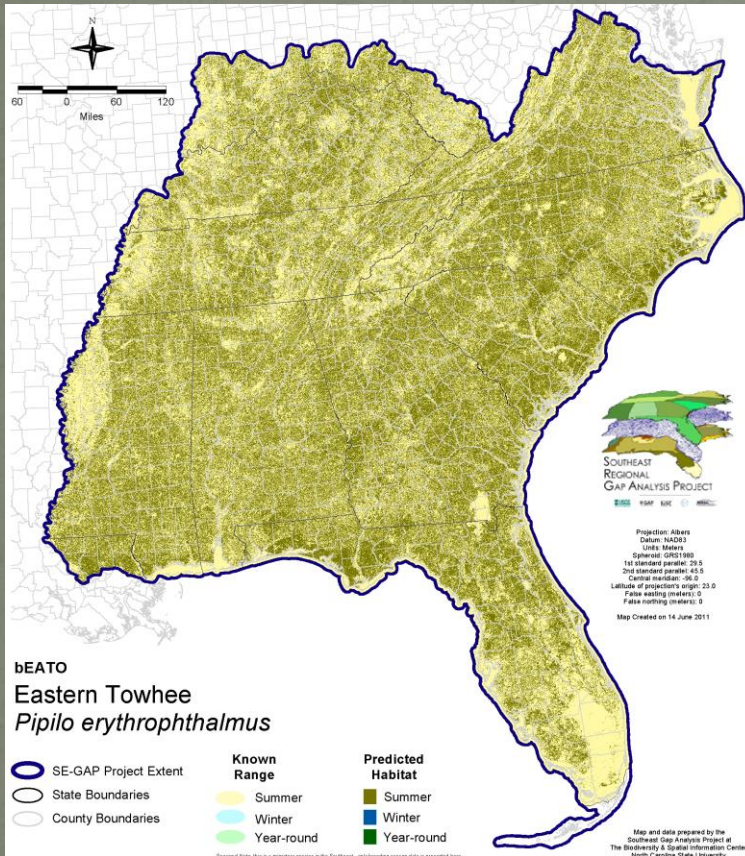 N
60 0 60 120
Miles
SOUTHEAST
REGIONAL
GAP ANALYSIS PROJECT
Projection: Albers
Datum: NAD83
Units: Meters
Spheroid: GRS1980
1st standard parallel: 29.5
2nd standard parallel: 45.5
Central meridian: -96.0
Latitude of projection's origin: 23.0
False easting (meters): 0
False northing (meters): 0
Map Created on 14 June 2011
bEATO
Eastern Towhee
Pipilo erythrophthalmus
SE-GAP Project Extent
State Boundaries
County Boundaries
Known
Range
Summer
Winter
Year-round
Predicted
Habitat
Summer
Winter
Year-round
Map and data prepared by the
Southeast Gap Analysis Project at
The Biodiversity & Spatial Information Center
North Carolina State University